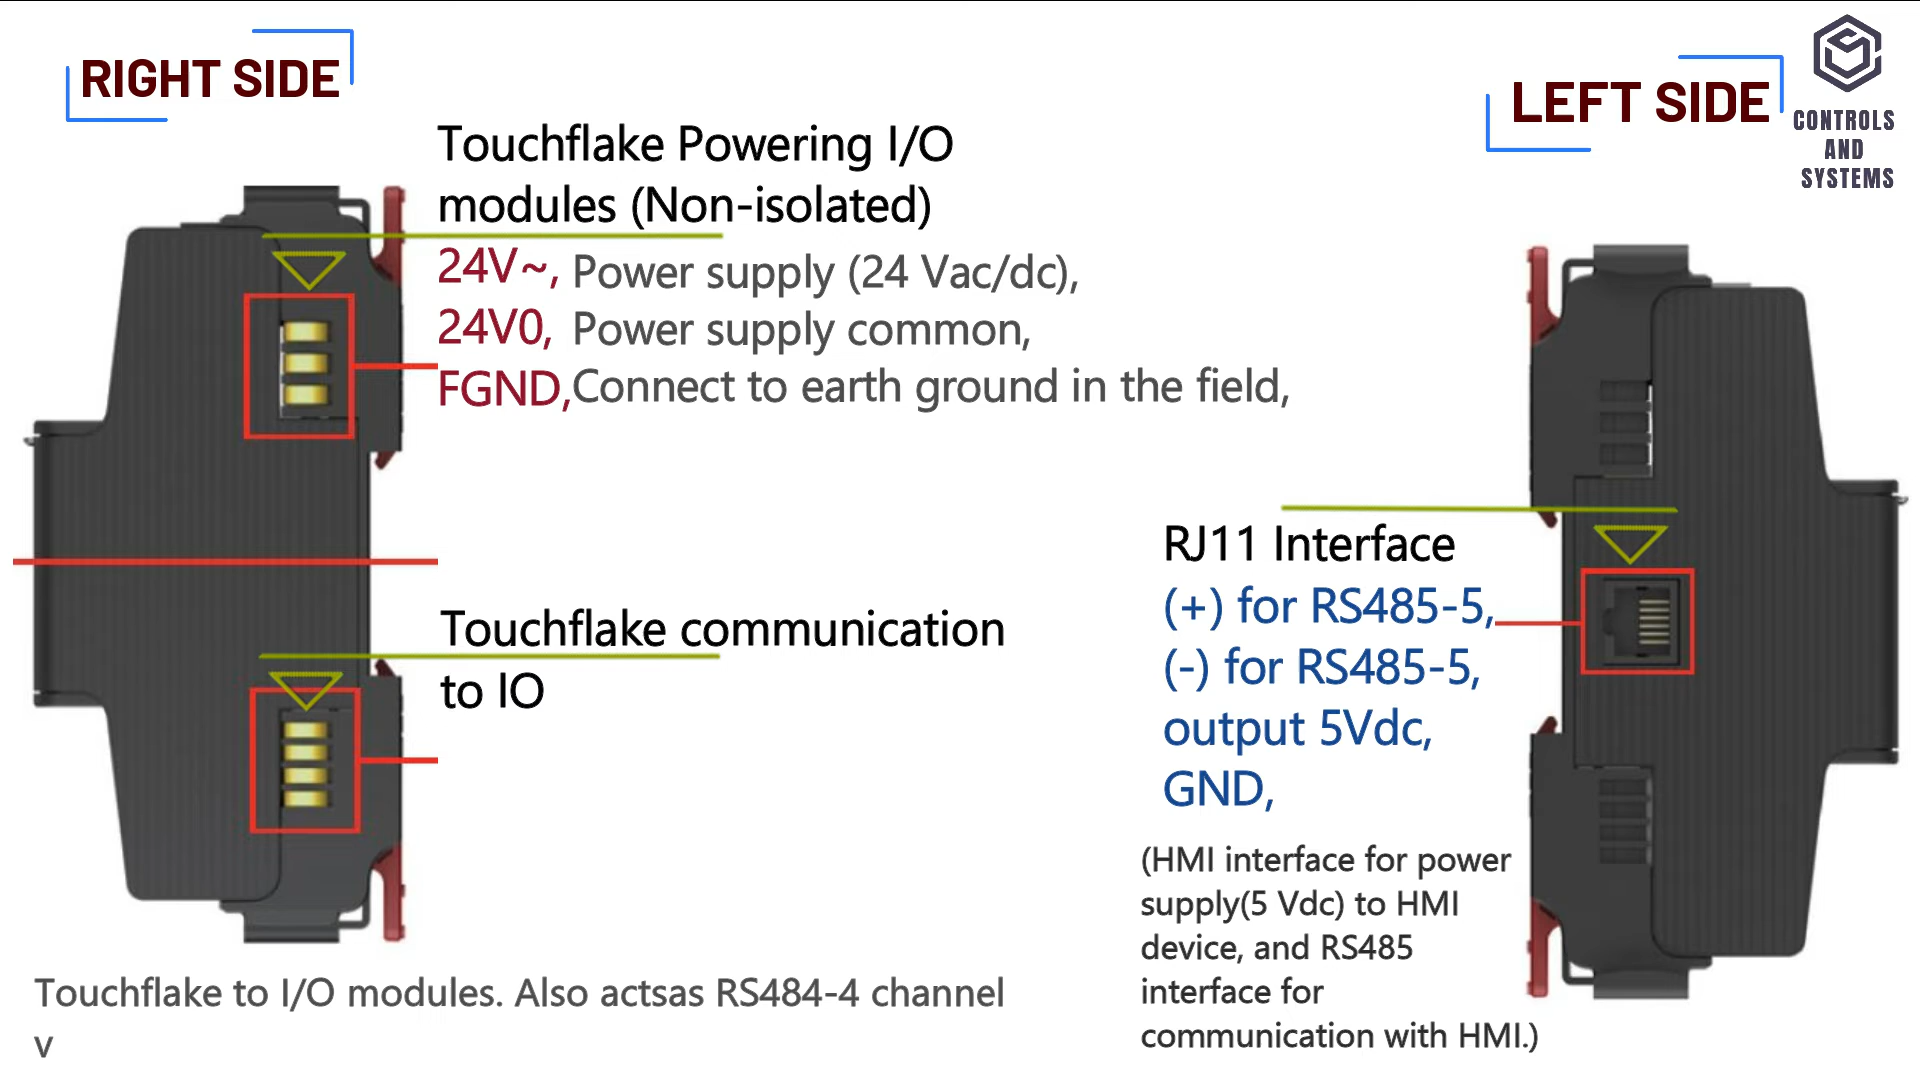 RIGHT SIDE
LEFT SIDE
CONTROLS
AND
SYSTEMS
Touchflake Powering I/O
modules (Non-isolated)
24V~, Power supply (24 Vac/dc),
24V0, Power supply common,
FGND,Connect to earth ground in the field,
Touchflake communication
to IO
Touchflake to I/O modules. Also actsas RS484-4 channel
v
RJ11 Interface
(+) for RS485-5,
(-) for RS485-5,
output 5Vdc,
GND,
(HMI interface for power
supply(5 Vdc) to HMI
device, and RS485
interface for
communication with HMI.)